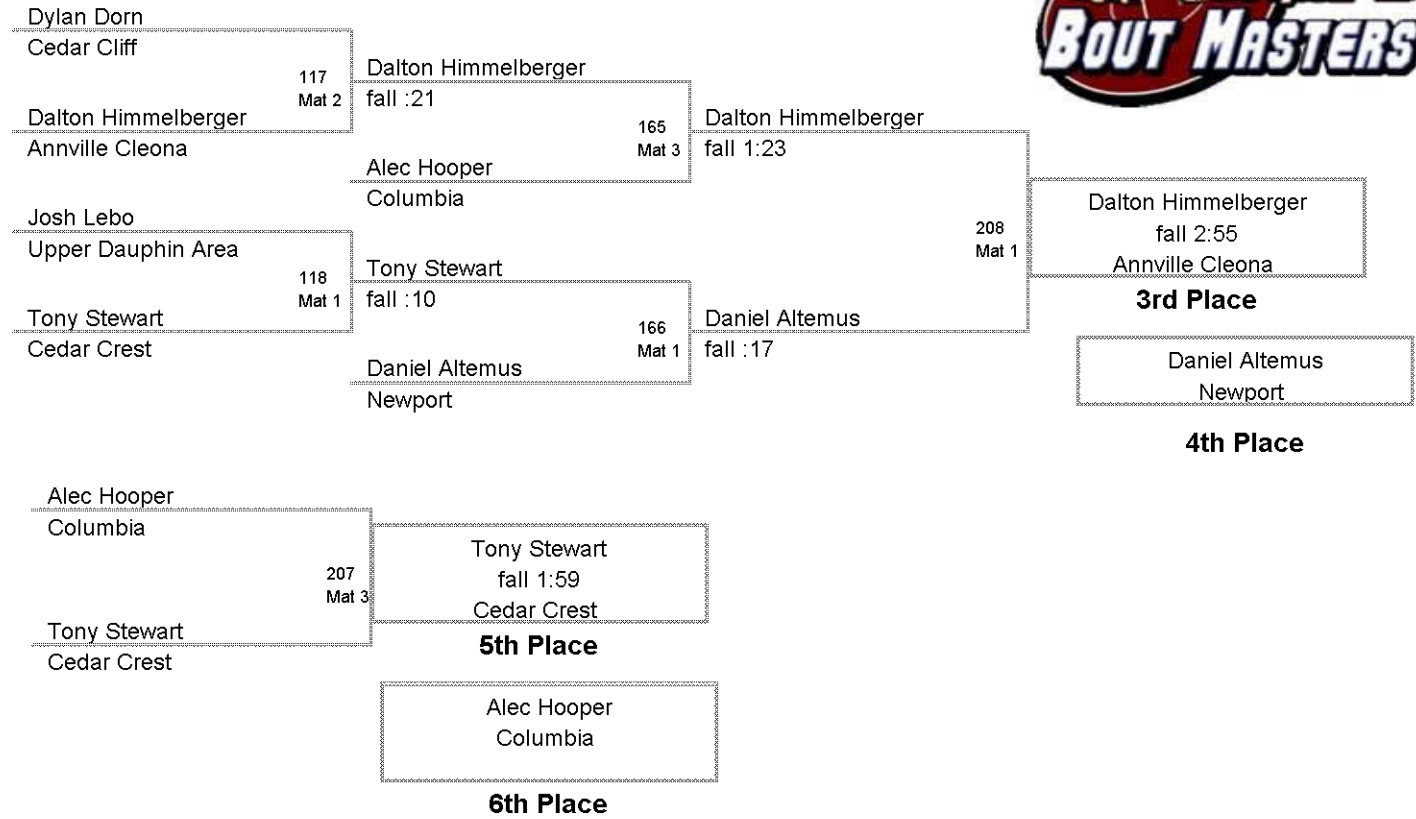 BOUT MASTERS
Dylan Dorn
Cedar Cliff
117
Mat 2
Dalton Himmelberger
Annville Cleona
Dalton Himmelberger
fall :21
165
Mat 3
Alec Hooper
Columbia
Josh Lebo
Upper Dauphin Area
118
Mat 1
Tony Stewart
Cedar Crest
Tony Stewart
fall :10
166
Mat 1
Daniel Altemus
Newport
Dalton Himmelberger
fall 1:23
208
Mat 1
Daniel Altemus
fall :17
Dalton Himmelberger
fall 2:55
Annville Cleona
3rd Place
Daniel Altemus
Newport
4th Place
Alec Hooper
Columbia
207
Mat 3
Tony Stewart
Cedar Crest
Tony Stewart
fall 1:59
Cedar Crest
5th Place
Alec Hooper
Columbia
6th Place